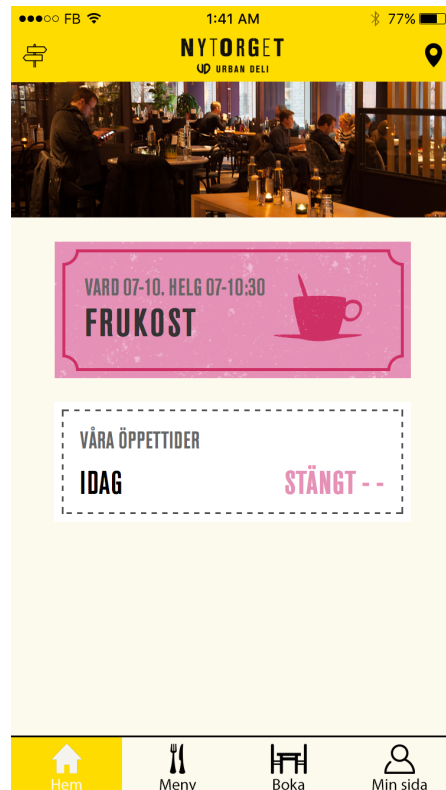 FB 1:41 AM 77%
NYTORGET
UD URBAN DELI
VARD 07-10. HELG 07-10:30
FRUKOST
VÅRA ÖPPETTIDER
IDAG STÄNGT - -
Hem Meny Boka Min sida